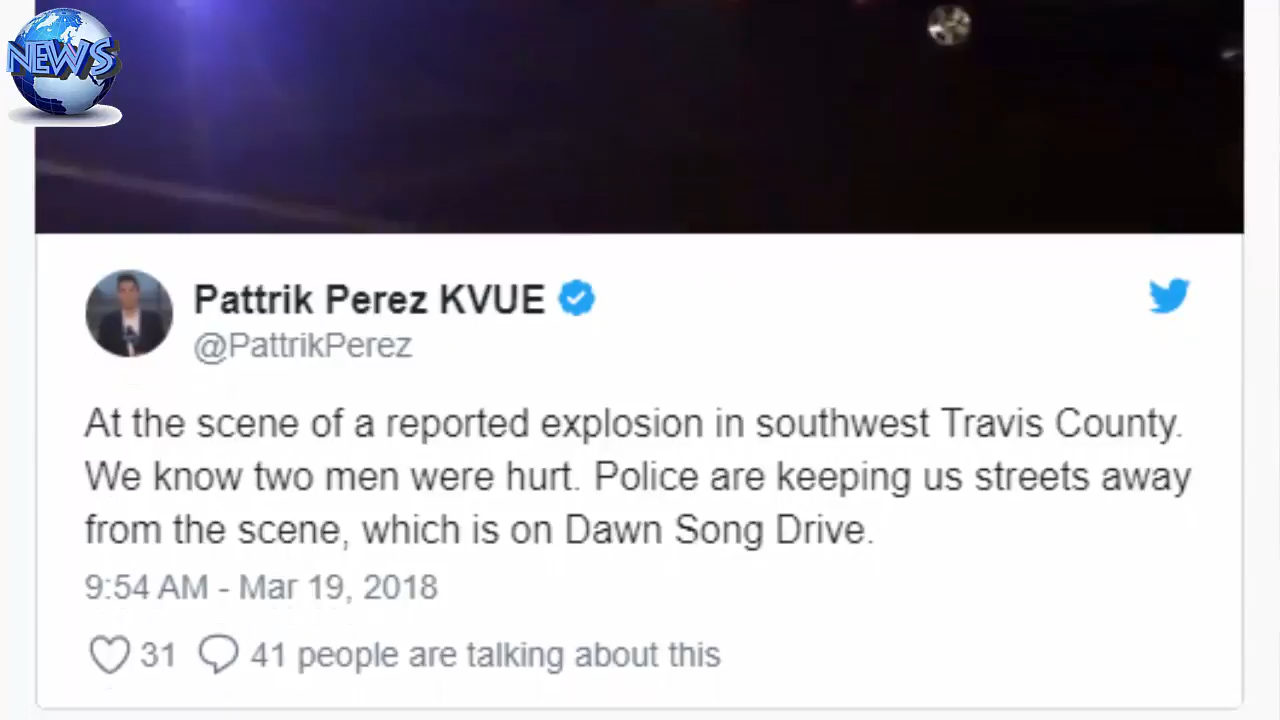 NEWS
Pattrik Perez KVUE
@PattrikPerez
At the scene of a reported explosion in southwest Travis County.
We know two men were hurt. Police are keeping us streets away
from the scene, which is on Dawn Song Drive.
9:54 AM - Mar 19, 2018
31 41 people are talking about this